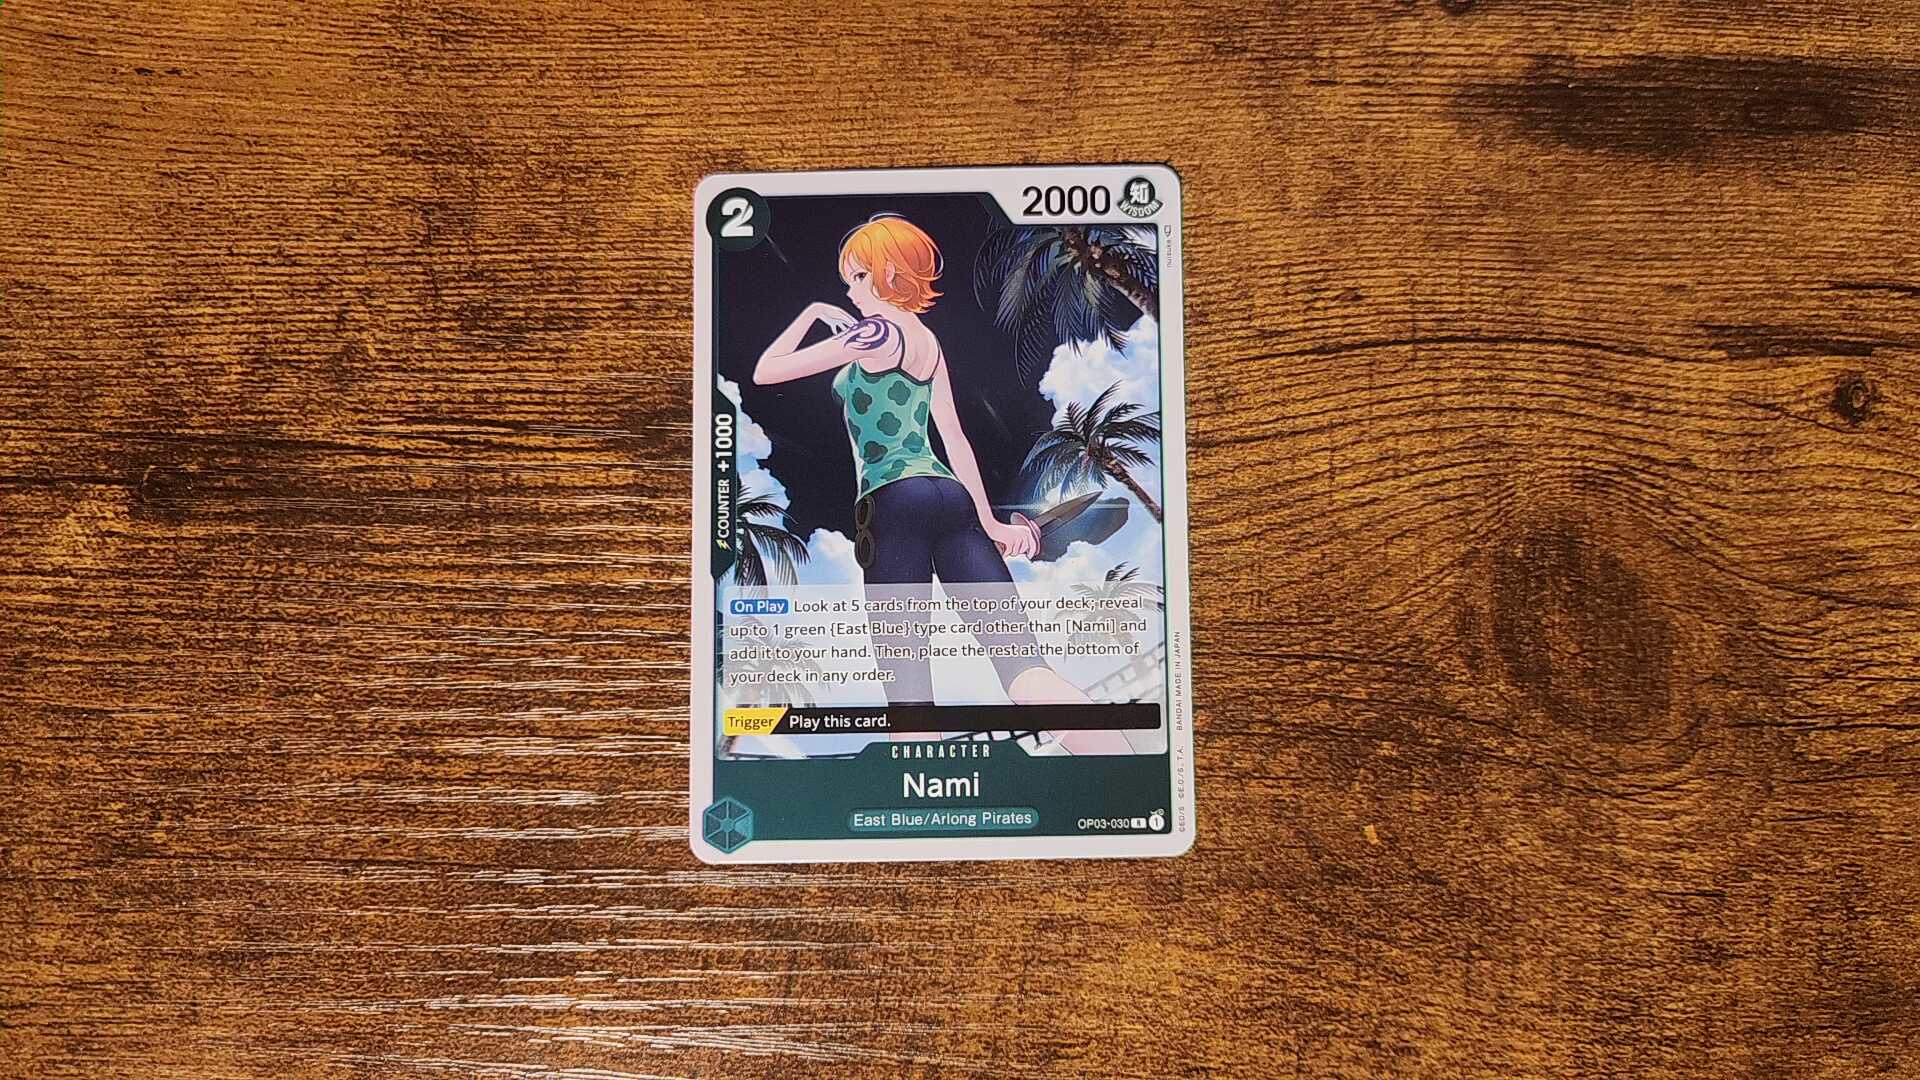 2
2000
知
WISDOM
nuisuke
COUNTER +1000
On Play Look at 5 cards from the top of your deck; reveal
up to 1 green {East Blue} type card other than [Nami] and
add it to your hand. Then, place the rest at the bottom of
your deck in any order.
Trigger Play this card.
CHARACTER
Nami
East Blue/Arlong Pirates
OP03-030 R 1
©EO/S ©E.O./S., T.A. BANDAI MADE IN JAPAN